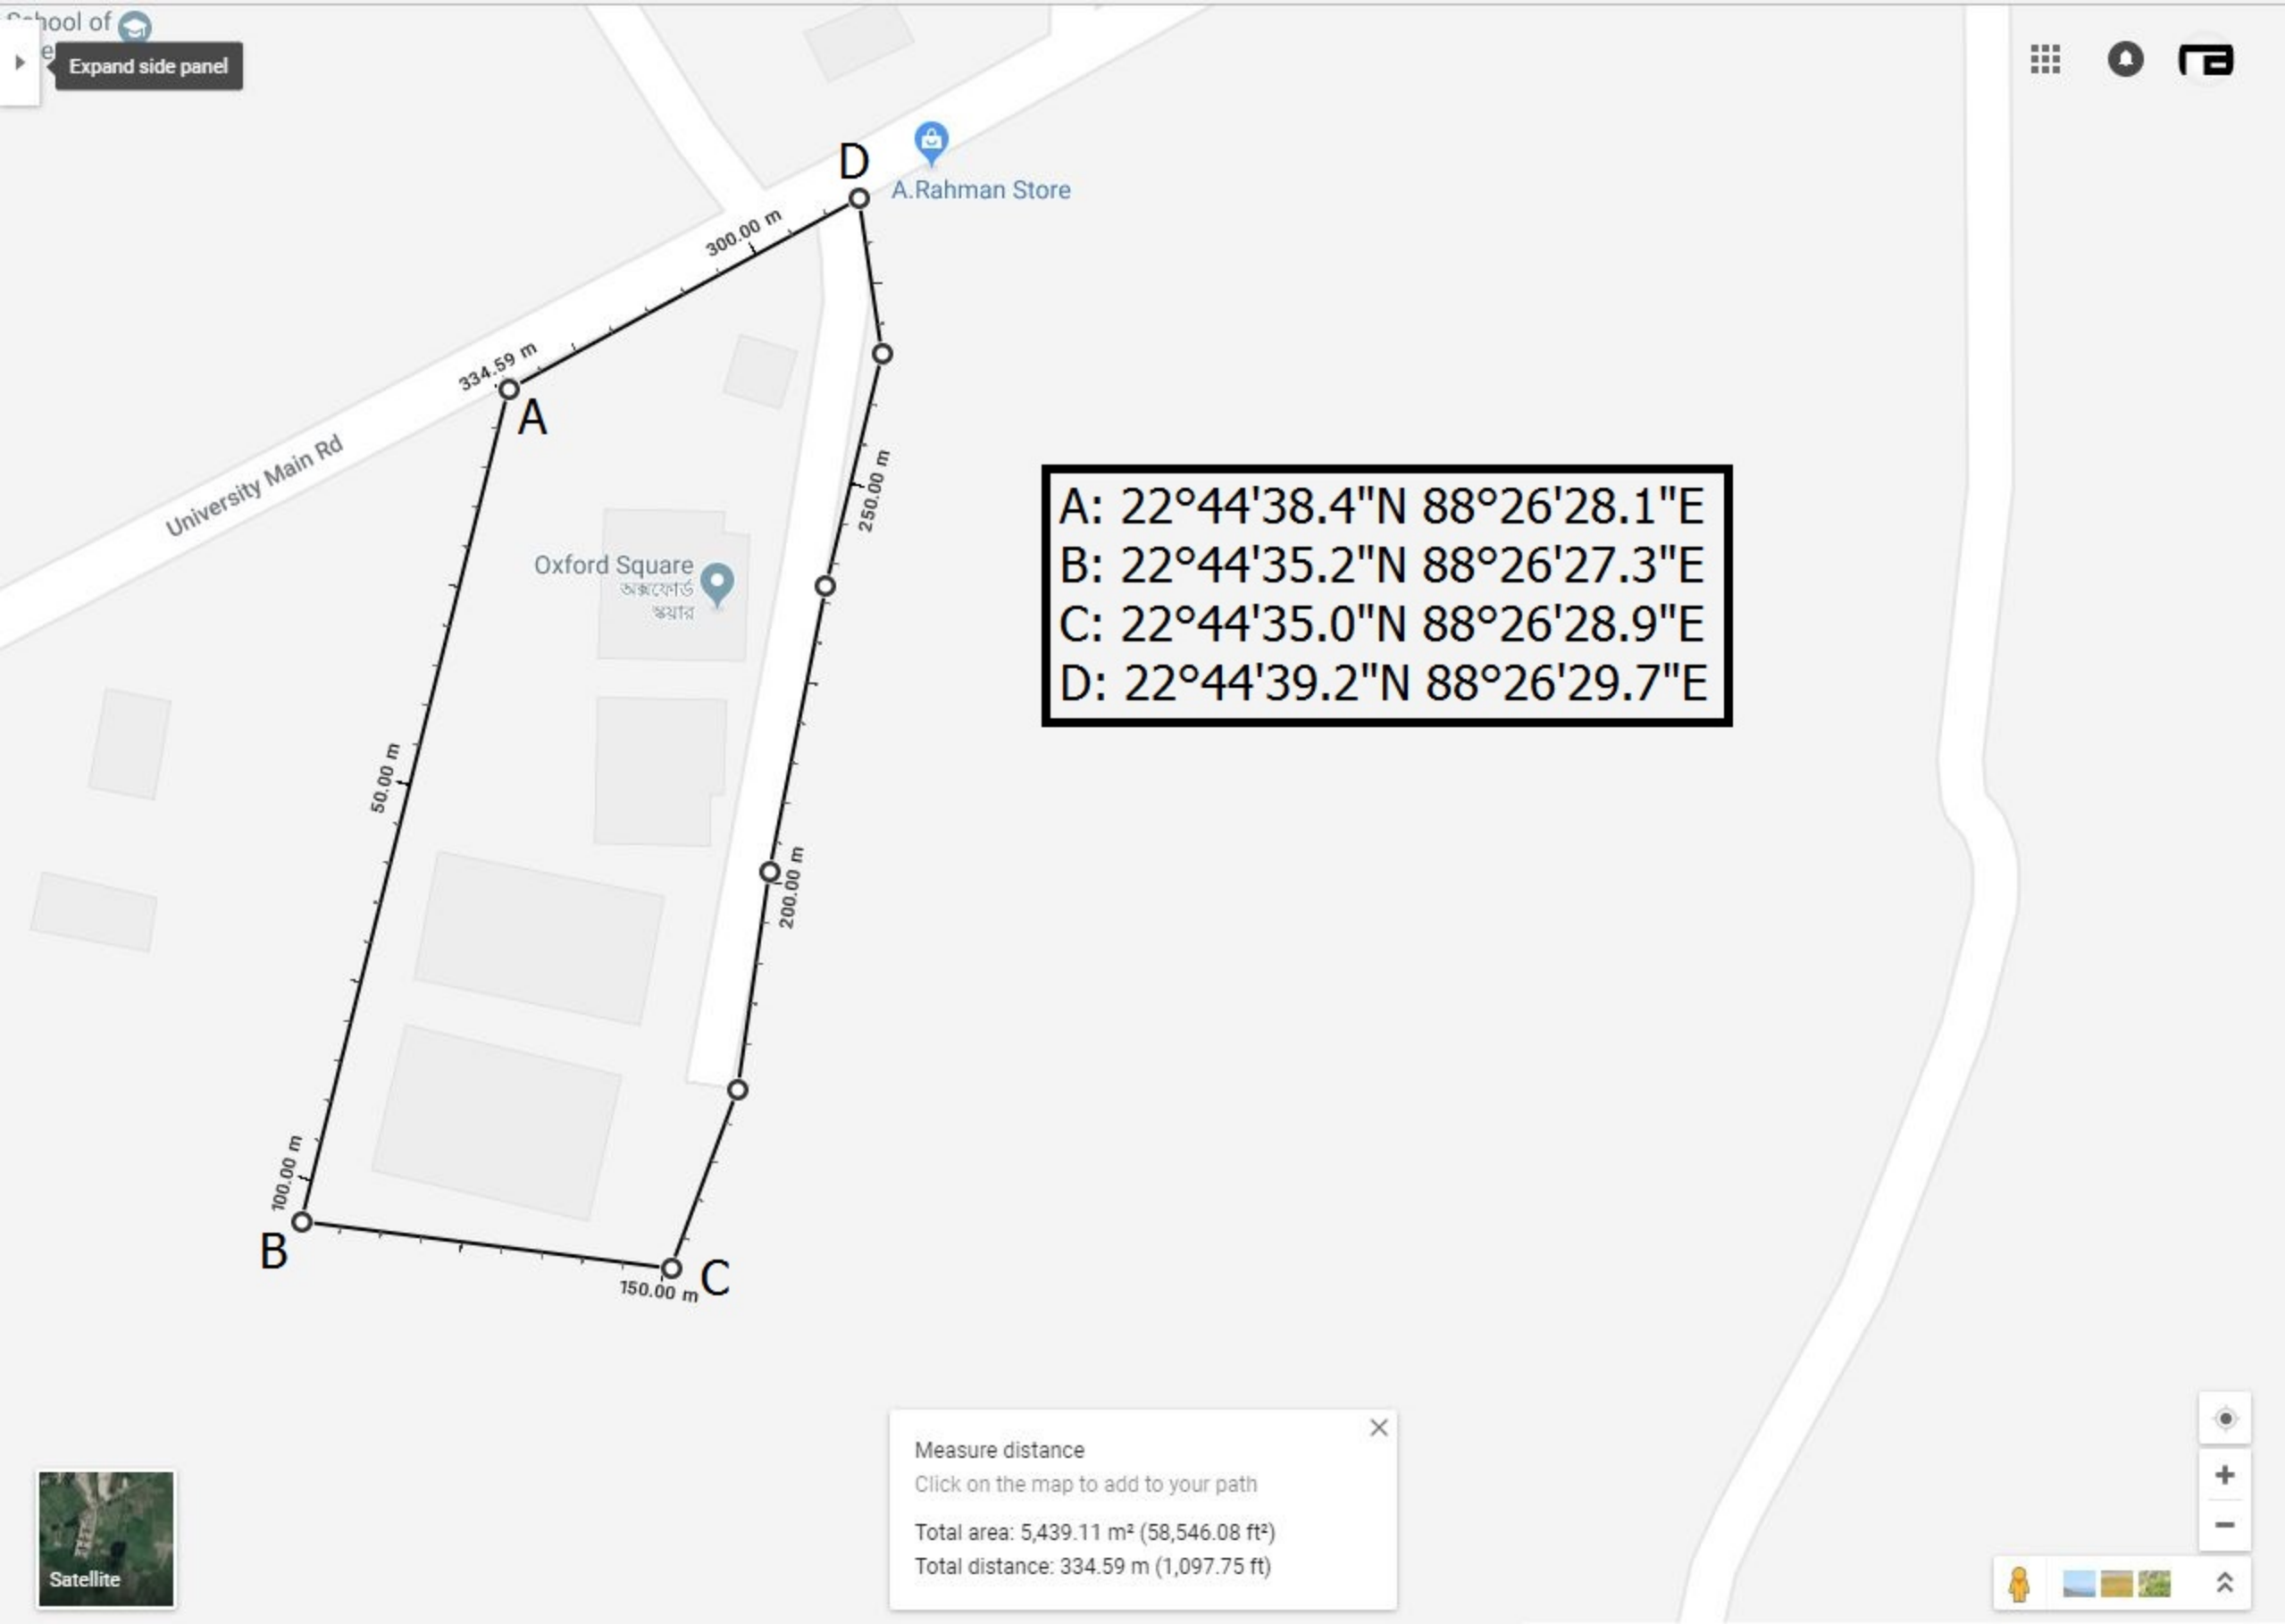 School of
Expand side panel
D
A.Rahman Store
300.00 m
334.59 m
A
University Main Rd
250.00 m
A: 22°44'38.4"N 88°26'28.1"E
B: 22°44'35.2"N 88°26'27.3"E
C: 22°44'35.0"N 88°26'28.9"E
D: 22°44'39.2"N 88°26'29.7"E
Oxford Square
অক্সফোর্ড
স্কয়ার
50.00 m
200.00 m
100.00 m
B
C
150.00 m
Measure distance
Click on the map to add to your path
Total area: 5,439.11 m² (58,546.08 ft²)
Total distance: 334.59 m (1,097.75 ft)
Satellite